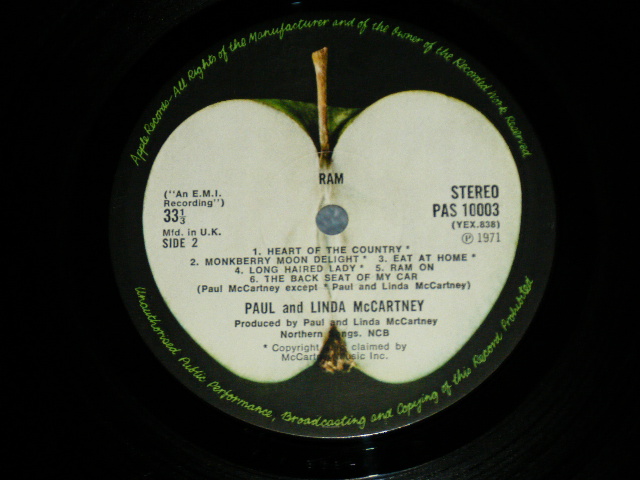 Apple Records-All Rights of the Manufacturer and of the Owner of the Recorded Work Reserved
RAM
("An E.M.I.
Recording")
33⅓
Mfd. in U.K.
SIDE 2
STEREO
PAS 10003
(YEX.838)
℗ 1971
1. HEART OF THE COUNTRY *
2. MONKBERRY MOON DELIGHT * 3. EAT AT HOME *
4. LONG HAIRED LADY * 5. RAM ON
6. THE BACK SEAT OF MY CAR
(Paul McCartney except * Paul and Linda McCartney)
PAUL and LINDA McCARTNEY
Produced by Paul and Linda McCartney
Northern Songs. NCB
* Copyright also claimed by
McCartney Music Inc.
Unauthorised Public Performance, Broadcasting and Copying of this Record Prohibited